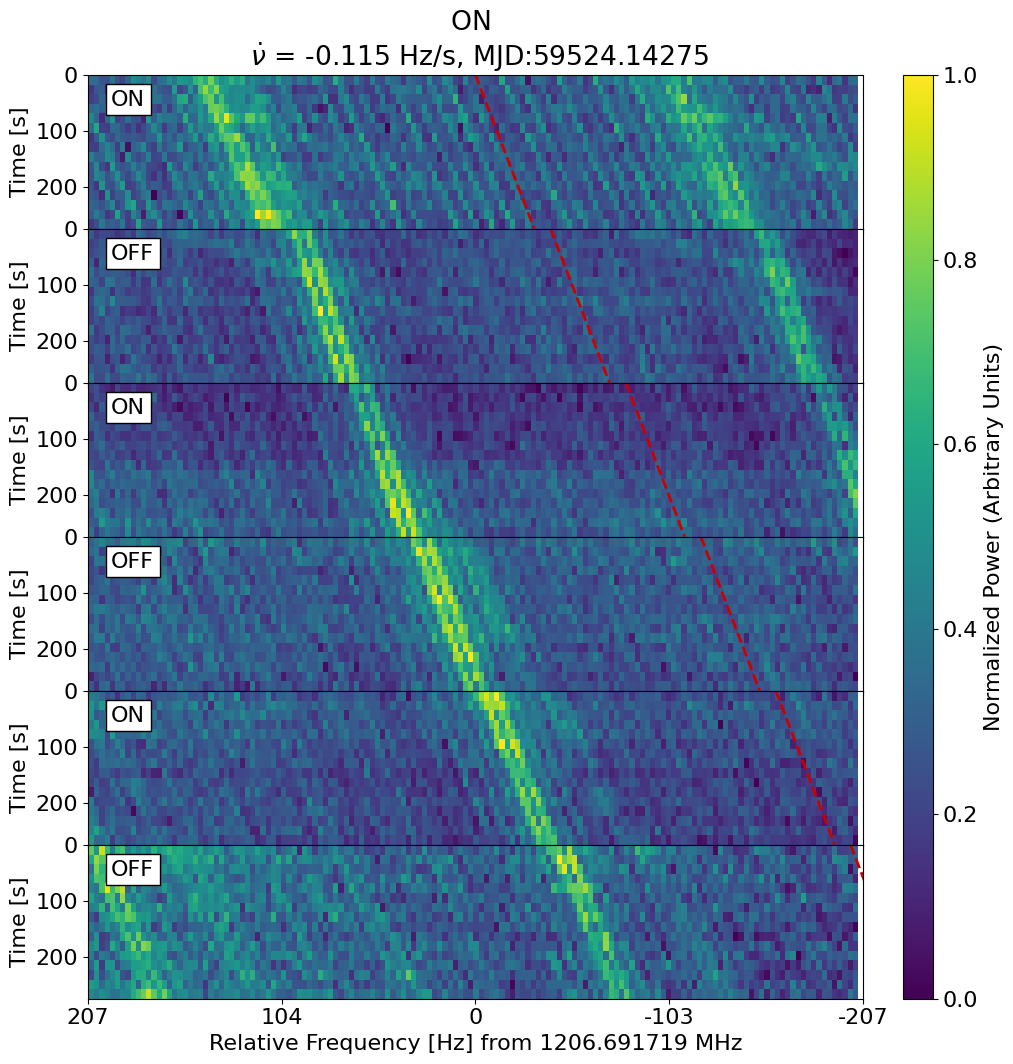 ON
ν̇ = -0.115 Hz/s, MJD:59524.14275
0
100
200
Time [s]
ON
0
100
200
Time [s]
OFF
0
100
200
Time [s]
ON
0
100
200
Time [s]
OFF
0
100
200
Time [s]
ON
0
100
200
Time [s]
OFF
207 104 0 -103 -207
Relative Frequency [Hz] from 1206.691719 MHz
1.0
0.8
0.6
0.4
0.2
0.0
Normalized Power (Arbitrary Units)